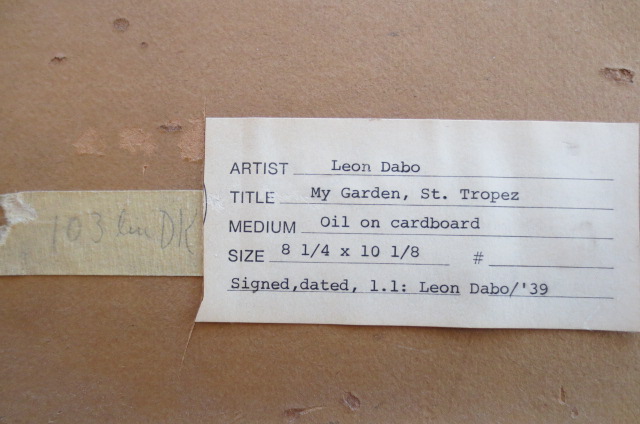 ARTIST Leon Dabo
TITLE My Garden, St. Tropez
MEDIUM Oil on cardboard
SIZE 8 1/4 x 10 1/8 #
Signed,dated, l.l: Leon Dabo/'39
103 DK